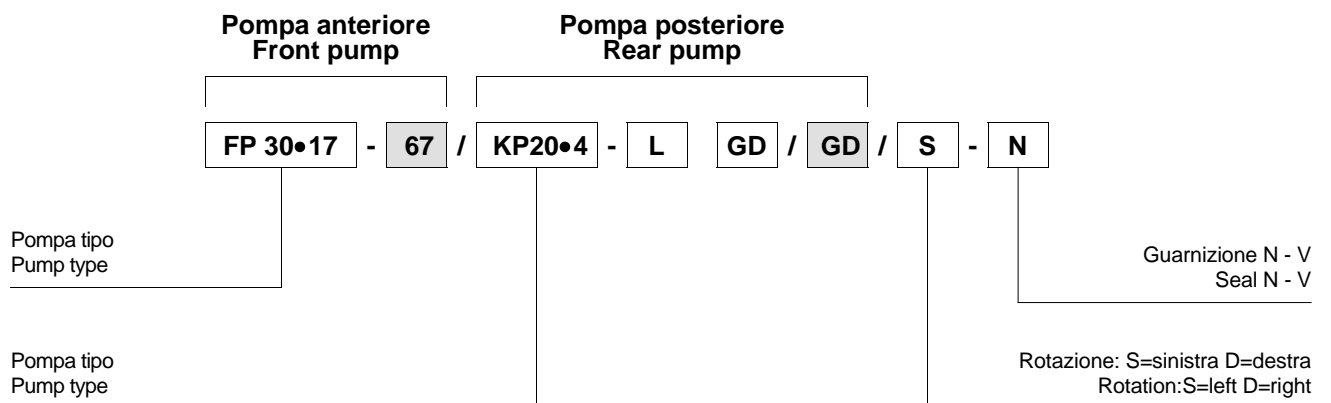 Pompa anteriore
Front pump
Pompa posteriore
Rear pump
FP 30•17 - 67 / KP20•4 - L GD / GD / S - N
Pompa tipo
Pump type
Guarnizione N - V
Seal N - V
Pompa tipo
Pump type
Rotazione: S=sinistra D=destra
Rotation:S=left D=right